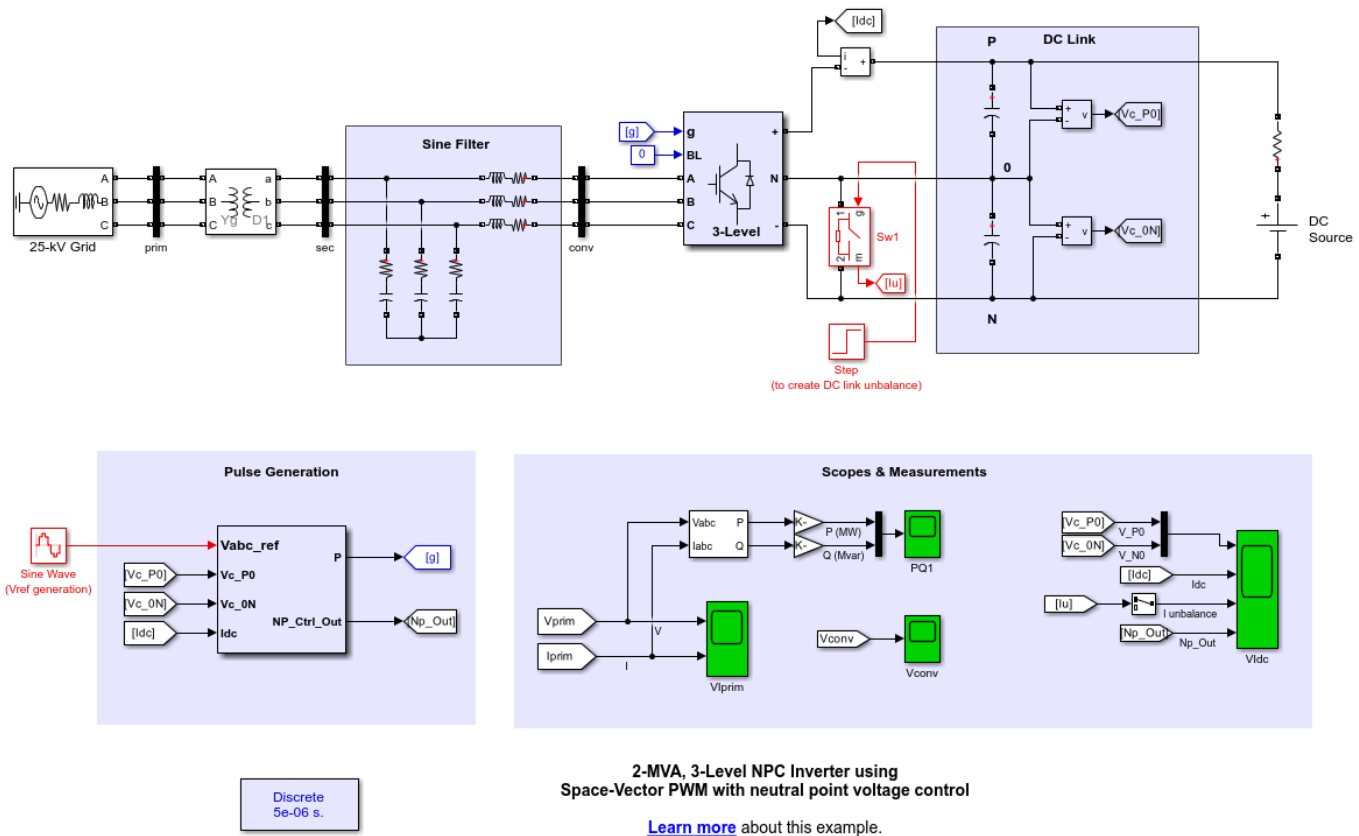 [Idc]
P
DC Link
i
-
+
[g]
0
g
BL
A
B
C
+
N
-
3-Level
+
-
v
[Vc_P0]
0
+
-
v
[Vc_0N]
N
+
DC
Source
Sine Filter
A
B
C
25-kV Grid
prim
A
B
C
a
b
c
Yg
D1
sec
conv
1
g
2
m
Sw1
[Iu]
Step
(to create DC link unbalance)
Pulse Generation
Sine Wave
(Vref generation)
[Vc_P0]
[Vc_0N]
[Idc]
Vabc_ref
Vc_P0
Vc_0N
Idc
P
NP_Ctrl_Out
[g]
[Np_Out]
Scopes & Measurements
Vabc
Iabc
P
Q
K-
K-
P (MW)
Q (Mvar)
PQ1
Vprim
Iprim
V
I
VIprim
Vconv
Vconv
[Vc_P0]
[Vc_0N]
V_P0
V_N0
[Idc]
Idc
[Iu]
I unbalance
[Np_Out]
Np_Out
VIdc
Discrete
5e-06 s.
2-MVA, 3-Level NPC Inverter using
Space-Vector PWM with neutral point voltage control
Learn more about this example.